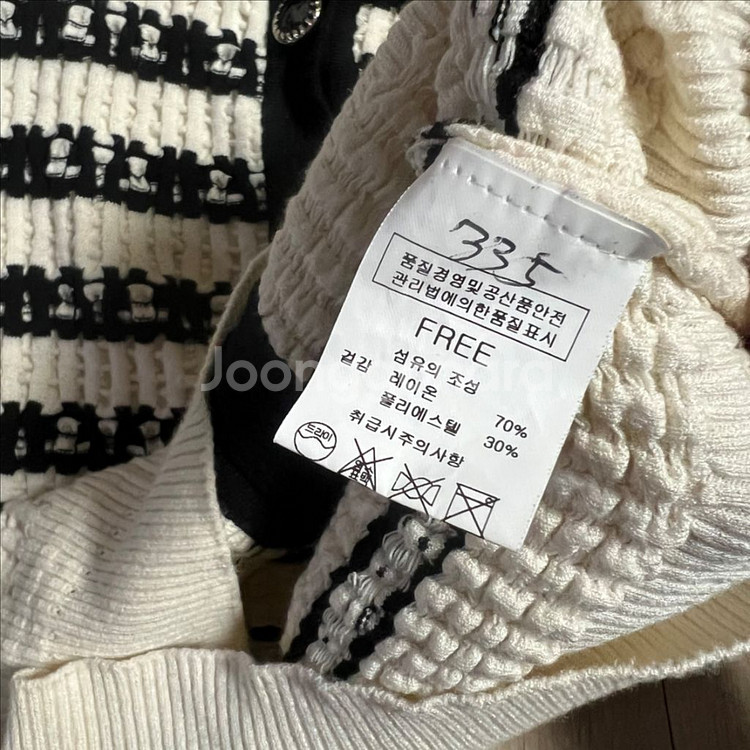 335
품질경영및공산품안전
관리법에의한품질표시
FREE
섬유의 조성
겉감 레이온 70%
폴리에스텔 30%
취급시주의사항
드라이